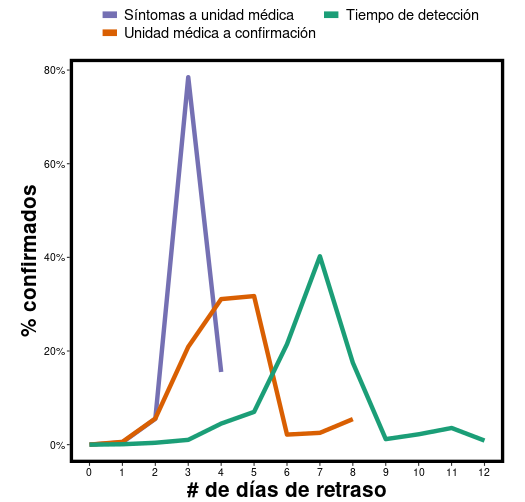 Síntomas a unidad médica
Tiempo de detección
Unidad médica a confirmación
80%
60%
40%
20%
0%
% confirmados
0 1 2 3 4 5 6 7 8 9 10 11 12
# de días de retraso